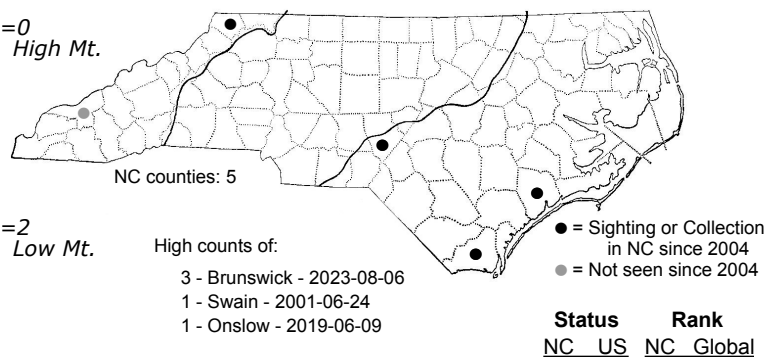 =0
High Mt.
NC counties: 5
=2
Low Mt.
High counts of:
3 - Brunswick - 2023-08-06
1 - Swain - 2001-06-24
1 - Onslow - 2019-06-09
● = Sighting or Collection
in NC since 2004
● = Not seen since 2004
Status Rank
NC US NC Global